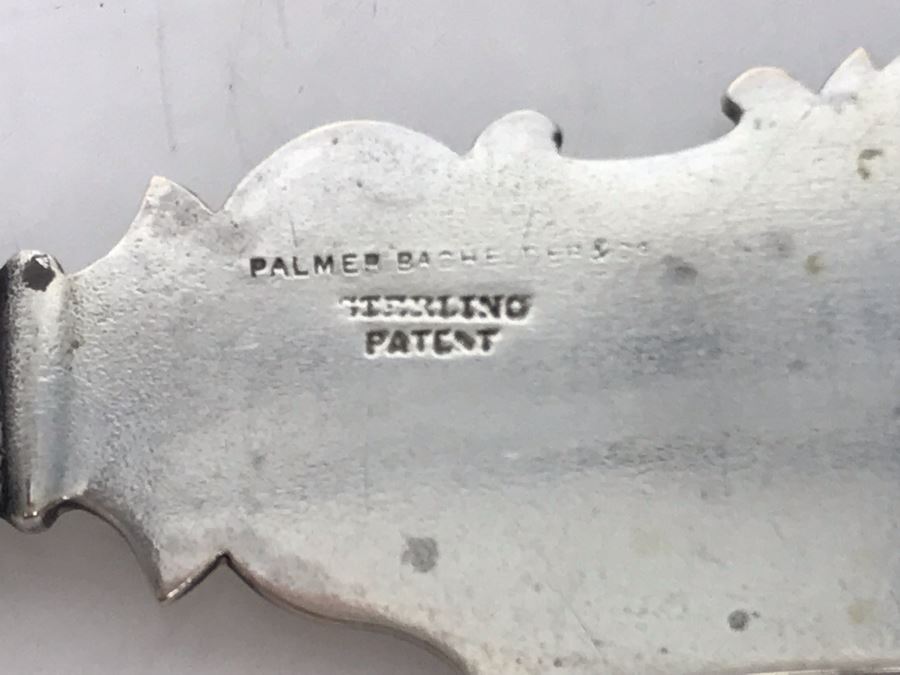 PALMER BACHELDER & CO
STERLING
PATENT